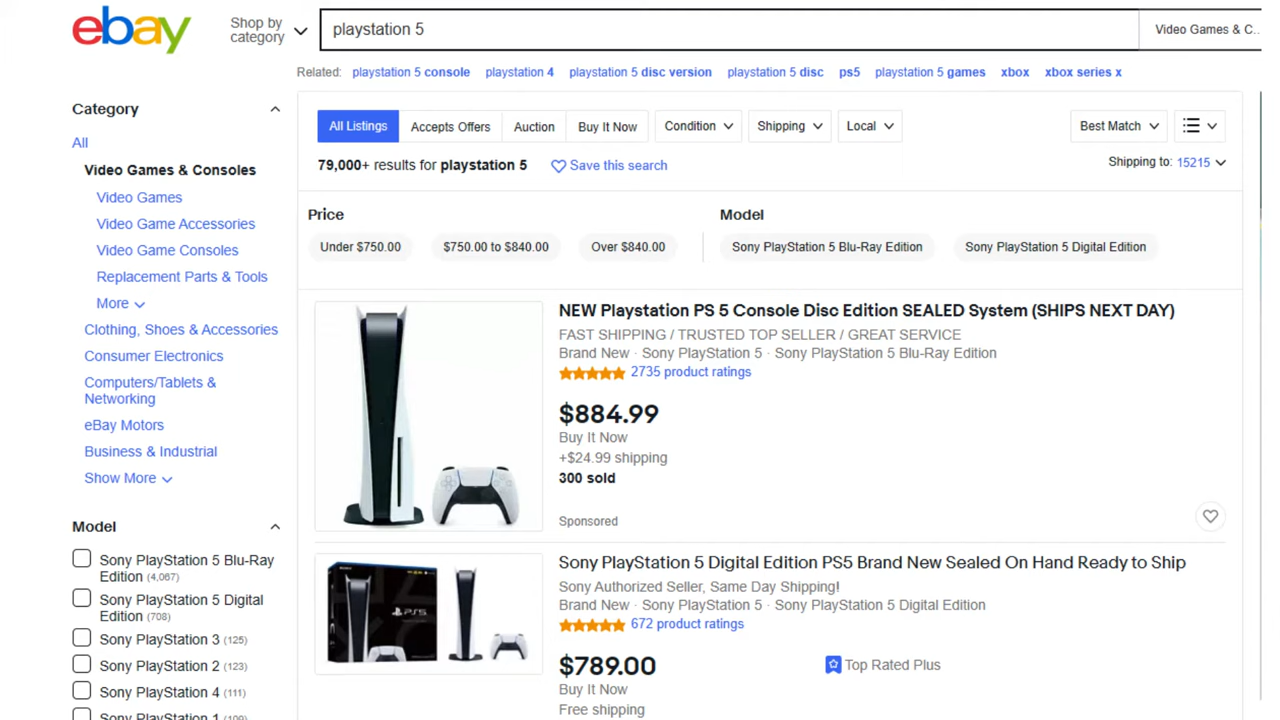 ebay
Shop by
category
playstation 5
Video Games & C...
Related: playstation 5 console playstation 4 playstation 5 disc version playstation 5 disc ps5 playstation 5 games xbox xbox series x
Category
All
Video Games & Consoles
Video Games
Video Game Accessories
Video Game Consoles
Replacement Parts & Tools
More
Clothing, Shoes & Accessories
Consumer Electronics
Computers/Tablets &
Networking
eBay Motors
Business & Industrial
Show More
Model
Sony PlayStation 5 Blu-Ray
Edition (4,067)
Sony PlayStation 5 Digital
Edition (708)
Sony PlayStation 3 (125)
Sony PlayStation 2 (123)
Sony PlayStation 4 (111)
Sony PlayStation 1 (109)
All Listings Accepts Offers Auction Buy It Now Condition Shipping Local Best Match
79,000+ results for playstation 5 Save this search Shipping to: 15215
Price
Under $750.00 $750.00 to $840.00 Over $840.00
Model
Sony PlayStation 5 Blu-Ray Edition Sony PlayStation 5 Digital Edition
NEW Playstation PS 5 Console Disc Edition SEALED System (SHIPS NEXT DAY)
FAST SHIPPING / TRUSTED TOP SELLER / GREAT SERVICE
Brand New · Sony PlayStation 5 · Sony PlayStation 5 Blu-Ray Edition
2735 product ratings
$884.99
Buy It Now
+$24.99 shipping
300 sold
Sponsored
PS5
Sony PlayStation 5 Digital Edition PS5 Brand New Sealed On Hand Ready to Ship
Sony Authorized Seller, Same Day Shipping!
Brand New · Sony PlayStation 5 · Sony PlayStation 5 Digital Edition
672 product ratings
$789.00
Top Rated Plus
Buy It Now
Free shipping